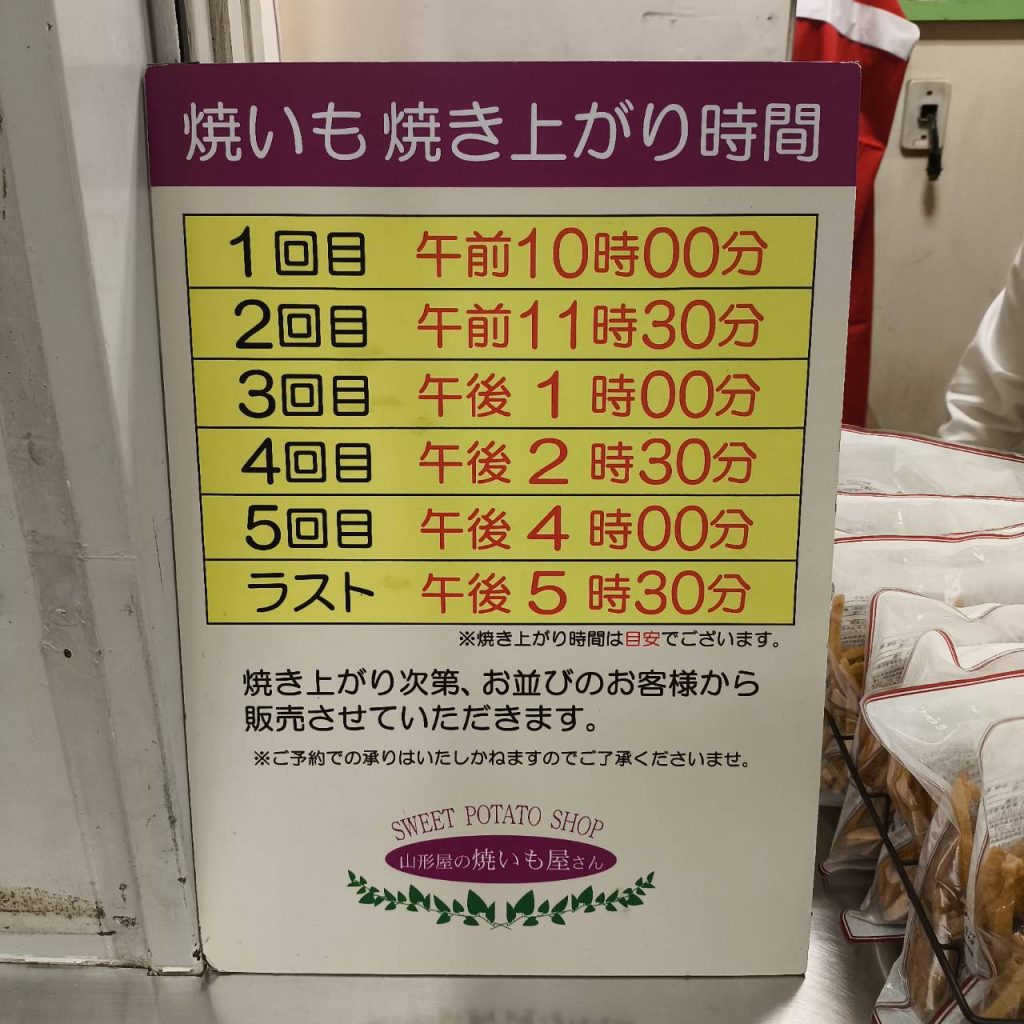 焼いも 焼き上がり時間
1回目 午前10時00分
2回目 午前11時30分
3回目 午後 1 時00分
4回目 午後 2 時30分
5回目 午後 4 時00分
ラスト 午後 5 時30分
※焼き上がり時間は目安でございます。
焼き上がり次第、お並びのお客様から
販売させていただきます。
※ご予約での承りはいたしかねますのでご了承くださいませ。
SWEET POTATO SHOP
山形屋の焼いも屋さん